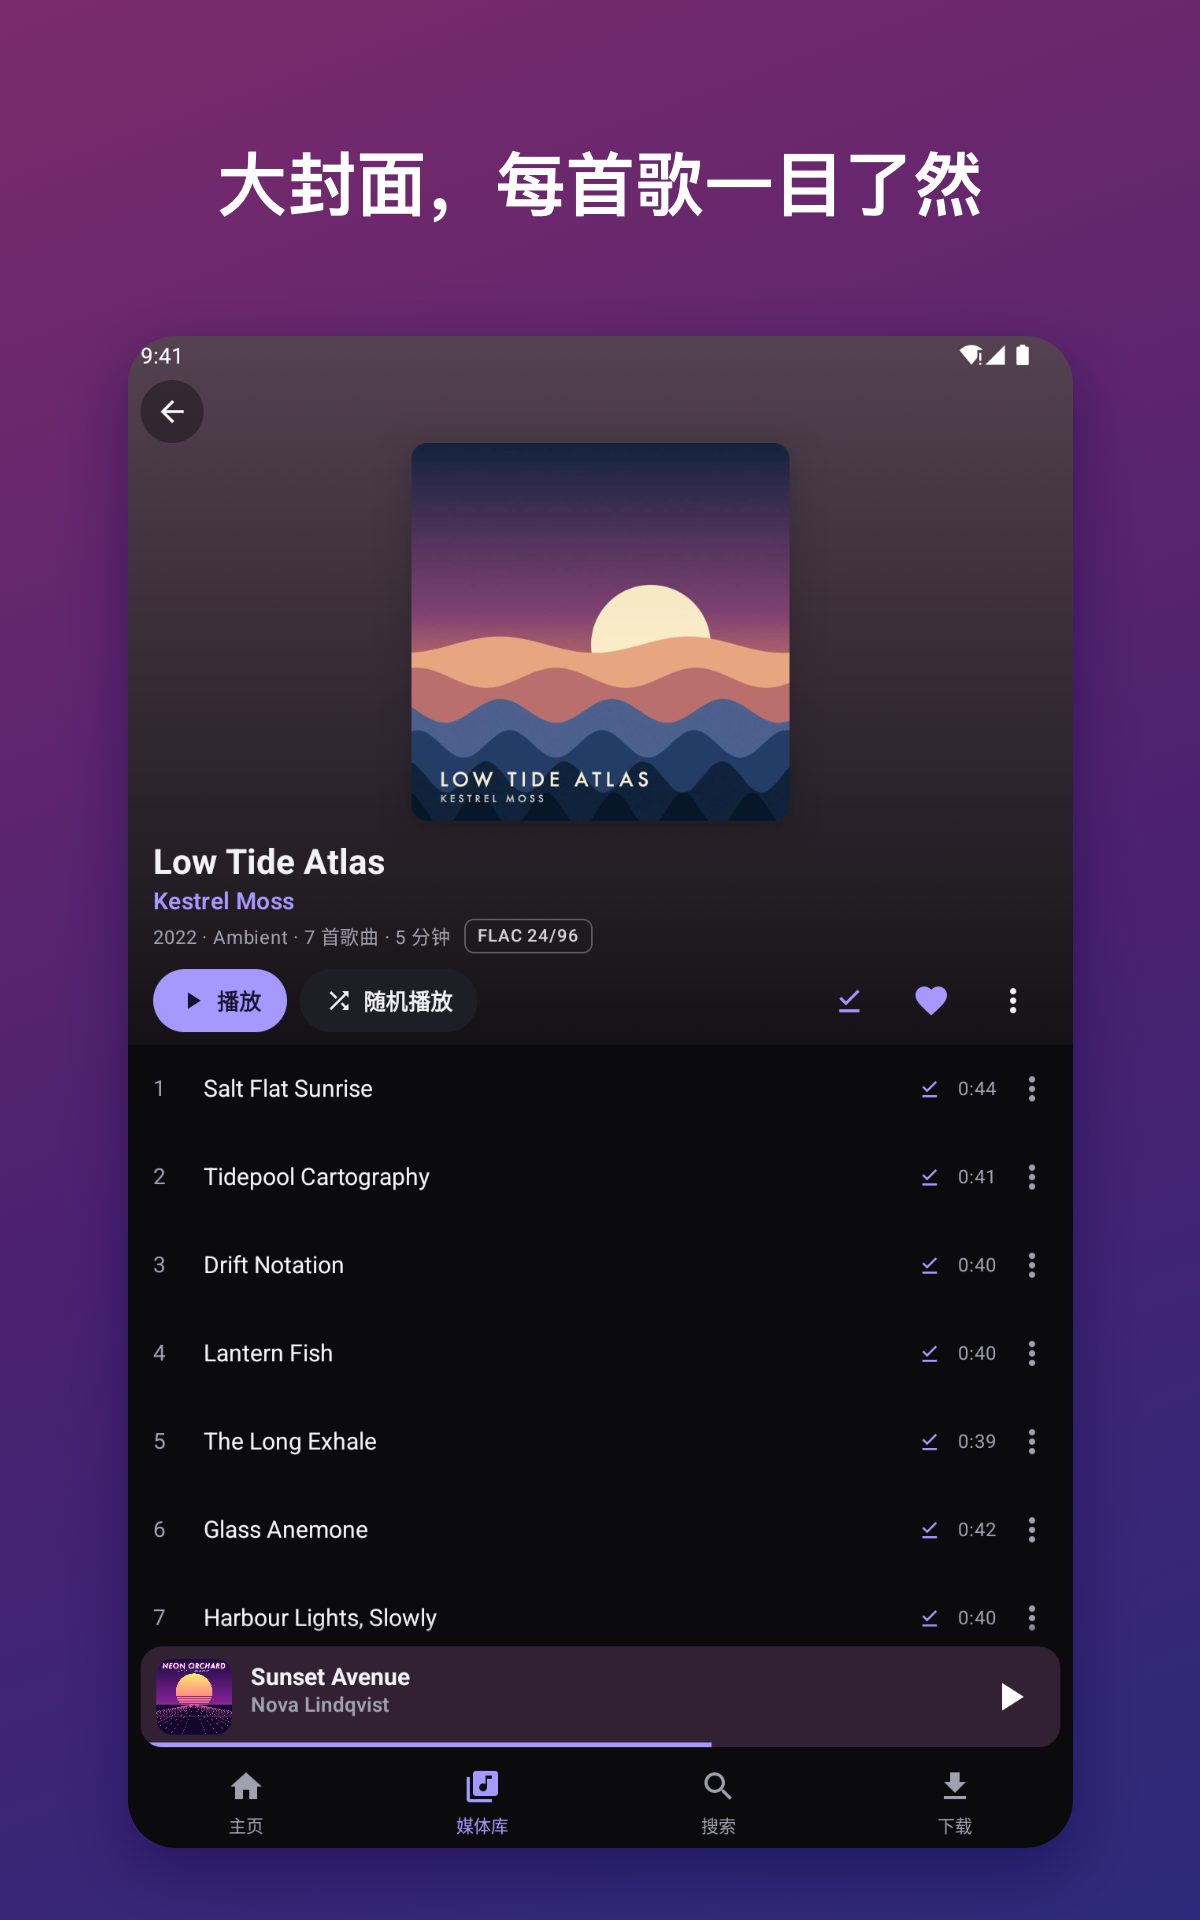 大封面，每首歌一目了然
9:41
LOW TIDE ATLAS
KESTREL MOSS
Low Tide Atlas
Kestrel Moss
2022 · Ambient · 7 首歌曲 · 5 分钟 FLAC 24/96
播放 随机播放
1 Salt Flat Sunrise 0:44
2 Tidepool Cartography 0:41
3 Drift Notation 0:40
4 Lantern Fish 0:40
5 The Long Exhale 0:39
6 Glass Anemone 0:42
7 Harbour Lights, Slowly 0:40
NEON ORCHARD
Sunset Avenue
Nova Lindqvist
主页 媒体库 搜索 下载